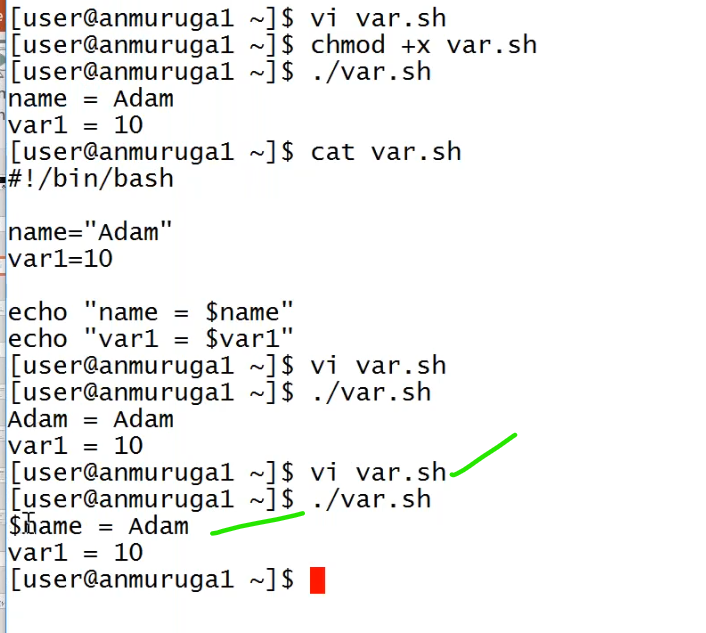 [user@anmuruga1 ~]$ vi var.sh
[user@anmuruga1 ~]$ chmod +x var.sh
[user@anmuruga1 ~]$ ./var.sh
name = Adam
var1 = 10
[user@anmuruga1 ~]$ cat var.sh
#!/bin/bash

name="Adam"
var1=10

echo "name = $name"
echo "var1 = $var1"
[user@anmuruga1 ~]$ vi var.sh
[user@anmuruga1 ~]$ ./var.sh
Adam = Adam
var1 = 10
[user@anmuruga1 ~]$ vi var.sh
[user@anmuruga1 ~]$ ./var.sh
$name = Adam
var1 = 10
[user@anmuruga1 ~]$